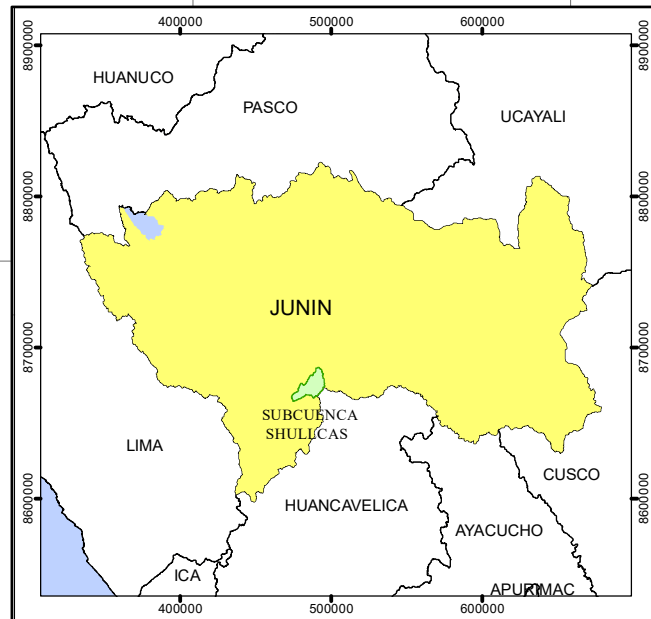 400000 500000 600000
8900000 8900000
HUANUCO
PASCO
UCAYALI
8800000 8800000
JUNIN
8700000 8700000
SUBCUENCA
SHULLCAS
LIMA
CUSCO
8600000 8600000
HUANCAVELICA
AYACUCHO
ICA
APURIMAC
400000 500000 600000